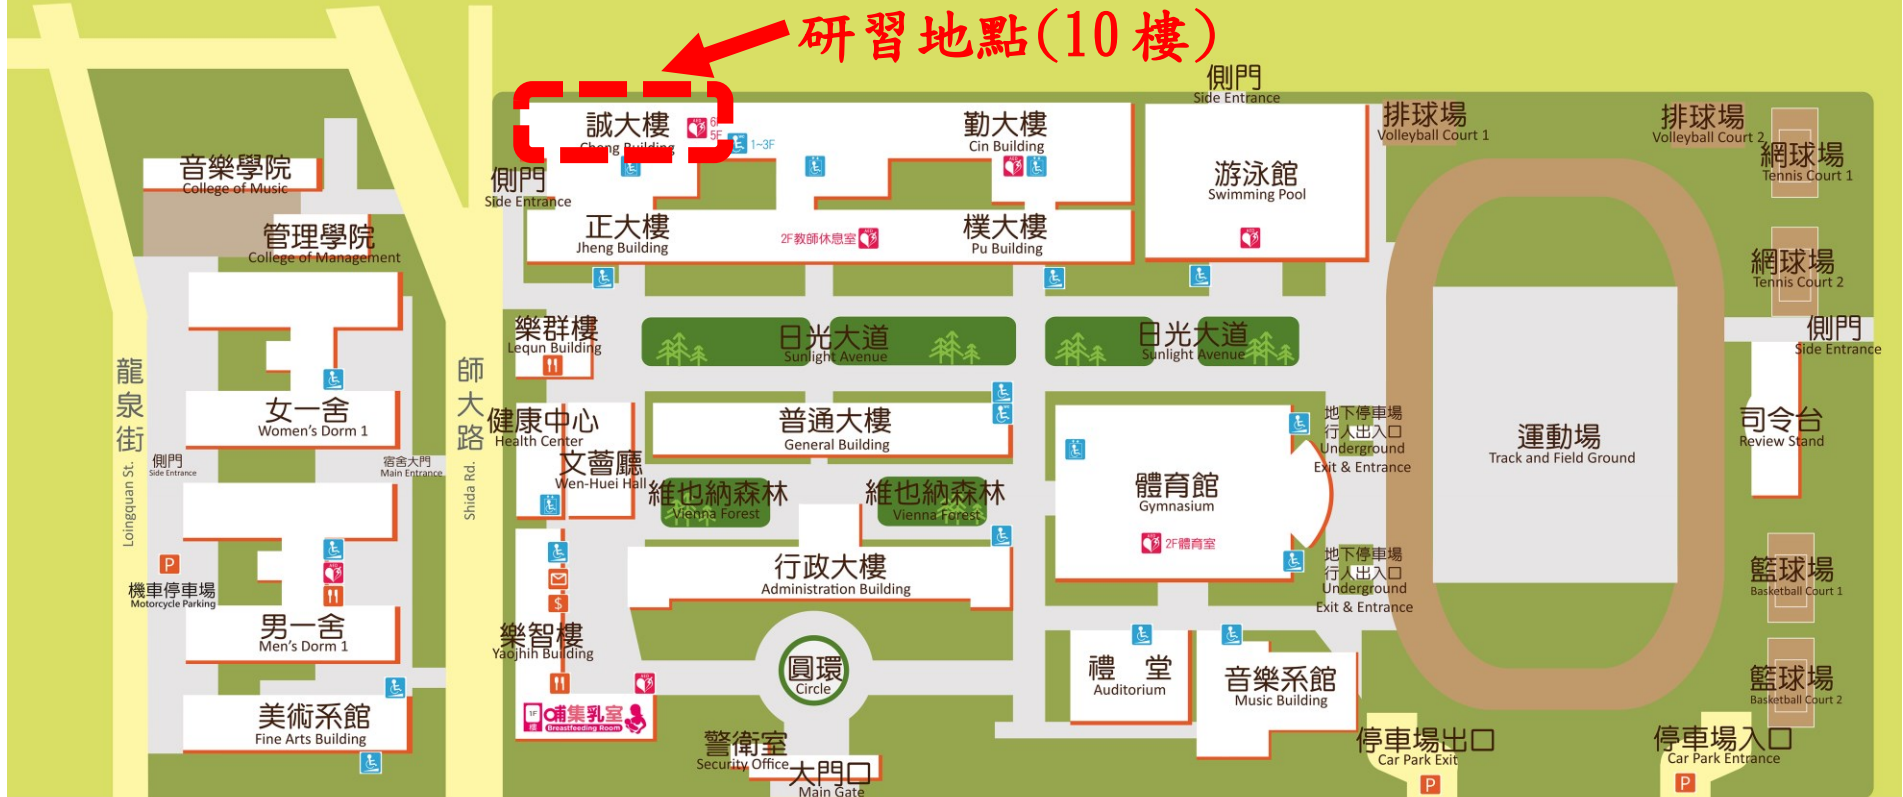 研習地點(10 樓)
側門
Side Entrance
誠大樓
Cheng Building
6F
5F
1~3F
勤大樓
Cin Building
排球場
Volleyball Court 1
排球場
Volleyball Court 2
網球場
Tennis Court 1
音樂學院
College of Music
側門
Side Entrance
游泳館
Swimming Pool
管理學院
College of Management
正大樓
Jheng Building
2F教師休息室
樸大樓
Pu Building
網球場
Tennis Court 2
樂群樓
Lequn Building
日光大道
Sunlight Avenue
日光大道
Sunlight Avenue
側門
Side Entrance
龍泉街
Loingquan St.
師大路
Shida Rd.
女一舍
Women's Dorm 1
健康中心
Health Center
普通大樓
General Building
地下停車場
行人出入口
Underground
Exit & Entrance
運動場
Track and Field Ground
司令台
Review Stand
側門
Side Entrance
宿舍大門
Main Entrance
文薈廳
Wen-Huei Hall
維也納森林
Vienna Forest
維也納森林
Vienna Forest
體育館
Gymnasium
2F體育室
P
機車停車場
Motorcycle Parking
行政大樓
Administration Building
地下停車場
行人出入口
Underground
Exit & Entrance
籃球場
Basketball Court 1
$
男一舍
Men's Dorm 1
樂智樓
Yaojhih Building
圓環
Circle
禮 堂
Auditorium
音樂系館
Music Building
籃球場
Basketball Court 2
美術系館
Fine Arts Building
1F
哺集乳室
Breastfeeding Room
警衛室
Security Office
大門口
Main Gate
停車場出口
Car Park Exit
P
停車場入口
Car Park Entrance
P